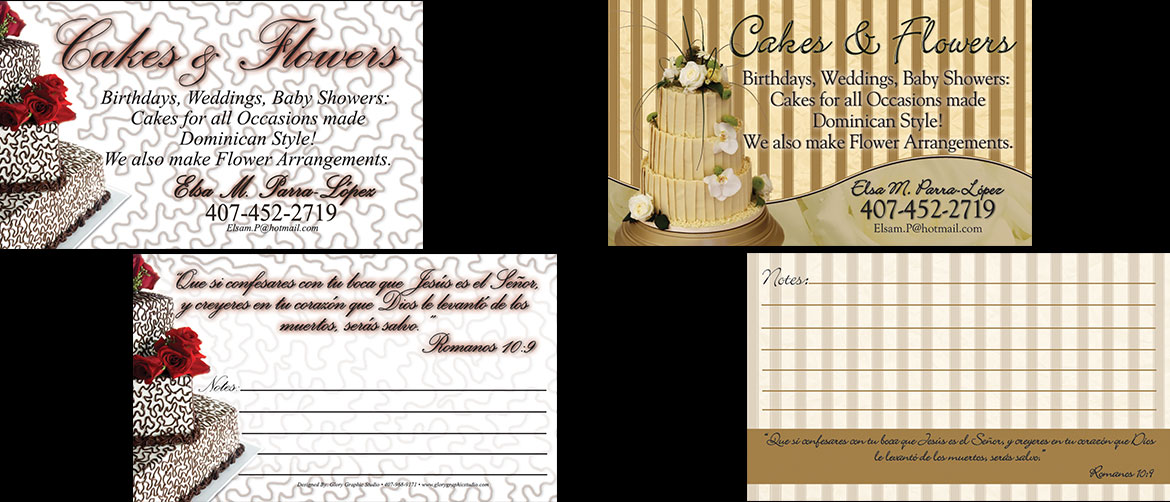 Cakes & Flowers
Birthdays, Weddings, Baby Showers:
Cakes for all Occasions made
Dominican Style!
We also make Flower Arrangements.
Elsa M. Parra-López
407-452-2719
Elsam.P@hotmail.com
Cakes & Flowers
Birthdays, Weddings, Baby Showers:
Cakes for all Occasions made
Dominican Style!
We also make Flower Arrangements.
Elsa M. Parra-López
407-452-2719
Elsam.P@hotmail.com
"Que si confesares con tu boca que Jesús es el Señor,
y creyeres en tu corazón que Dios le levantó de los
muertos, serás salvo."
Romanos 10:9
Notes:
Designed By: Glory Graphic Studio • 407-988-0171 • www.glorygraphicstudio.com
Notes:
"Que si confesares con tu boca que Jesús es el Señor, y creyeres en tu corazón que Dios
le levantó de los muertos, serás salvo."
Romanos 10:9